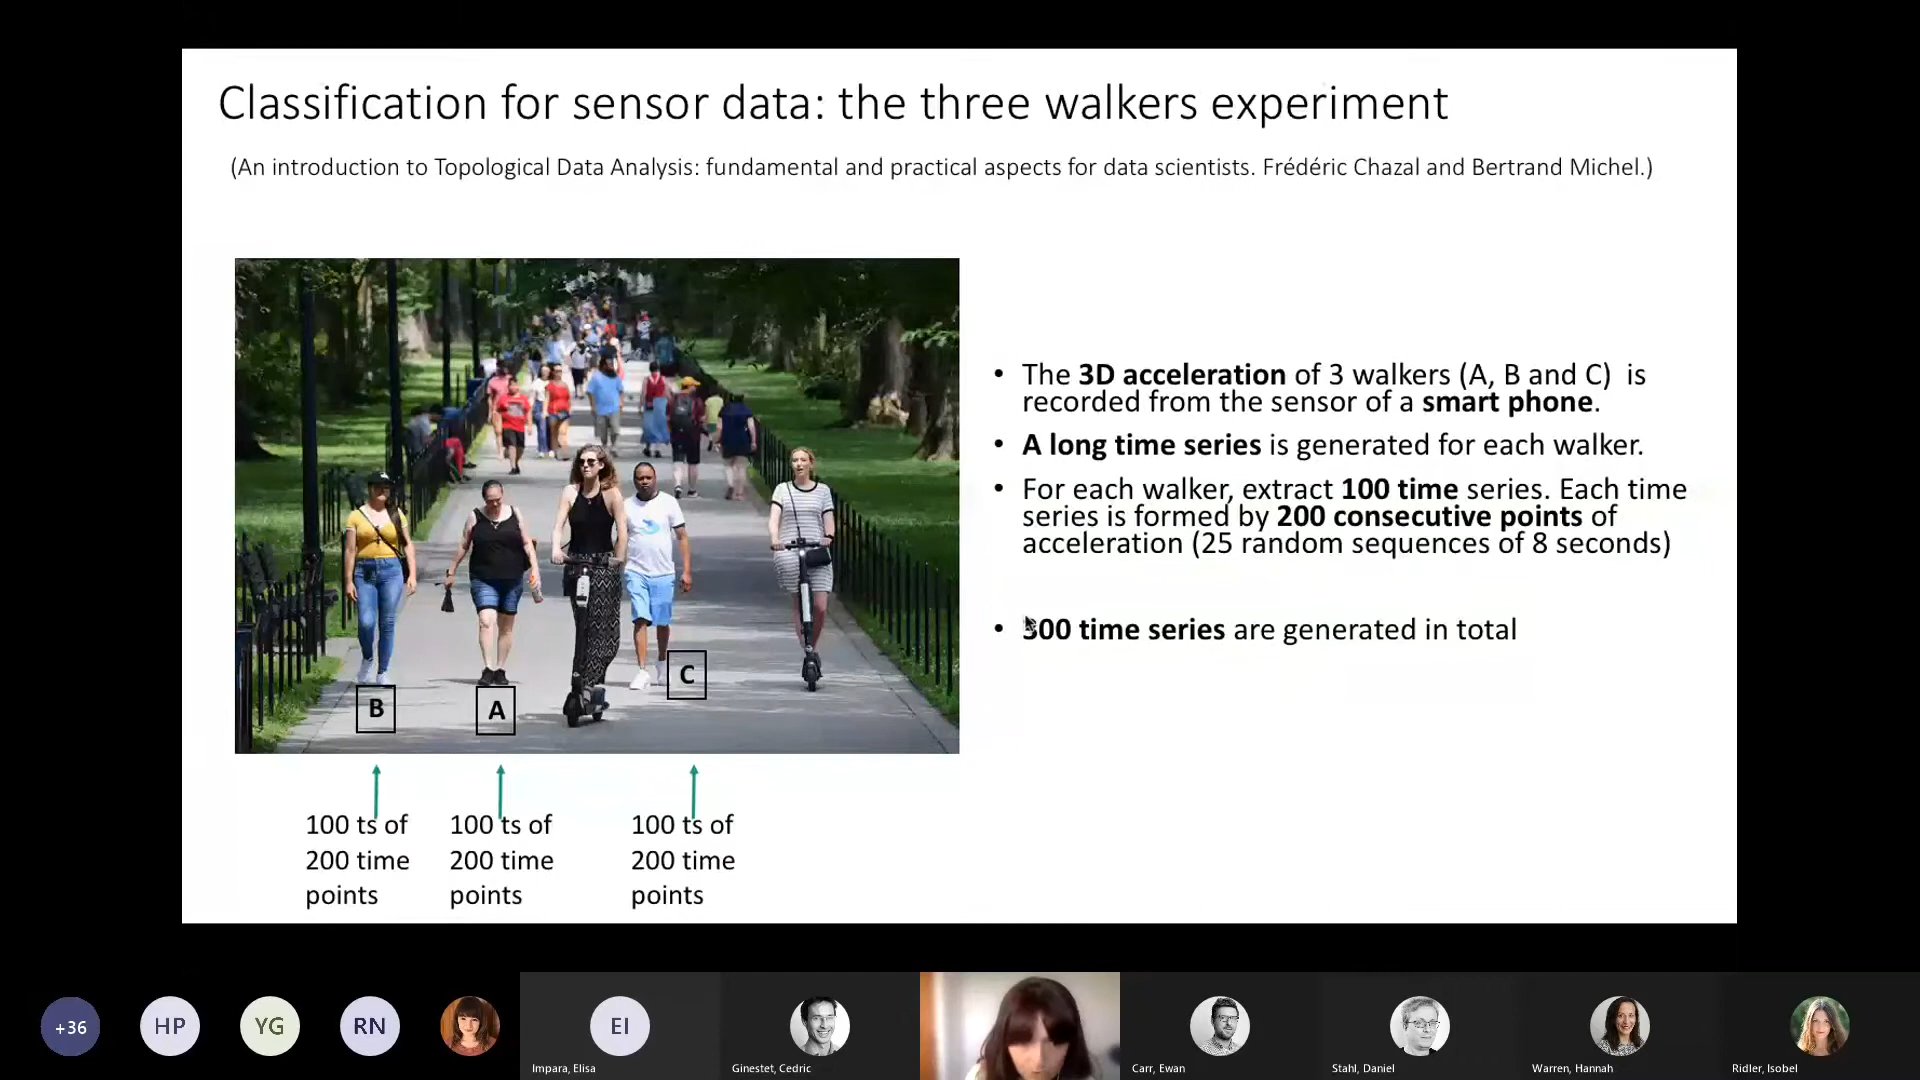 Classification for sensor data: the three walkers experiment
(An introduction to Topological Data Analysis: fundamental and practical aspects for data scientists. Frédéric Chazal and Bertrand Michel.)
• The 3D acceleration of 3 walkers (A, B and C) is
recorded from the sensor of a smart phone.
• A long time series is generated for each walker.
• For each walker, extract 100 time series. Each time
series is formed by 200 consecutive points of
acceleration (25 random sequences of 8 seconds)
• 300 time series are generated in total
B
A
C
100 ts of
200 time
points
100 ts of
200 time
points
100 ts of
200 time
points
+36
HP
YG
RN
EI
Impara, Elisa
Ginestet, Cedric
Carr, Ewan
Stahl, Daniel
Warren, Hannah
Ridler, Isobel